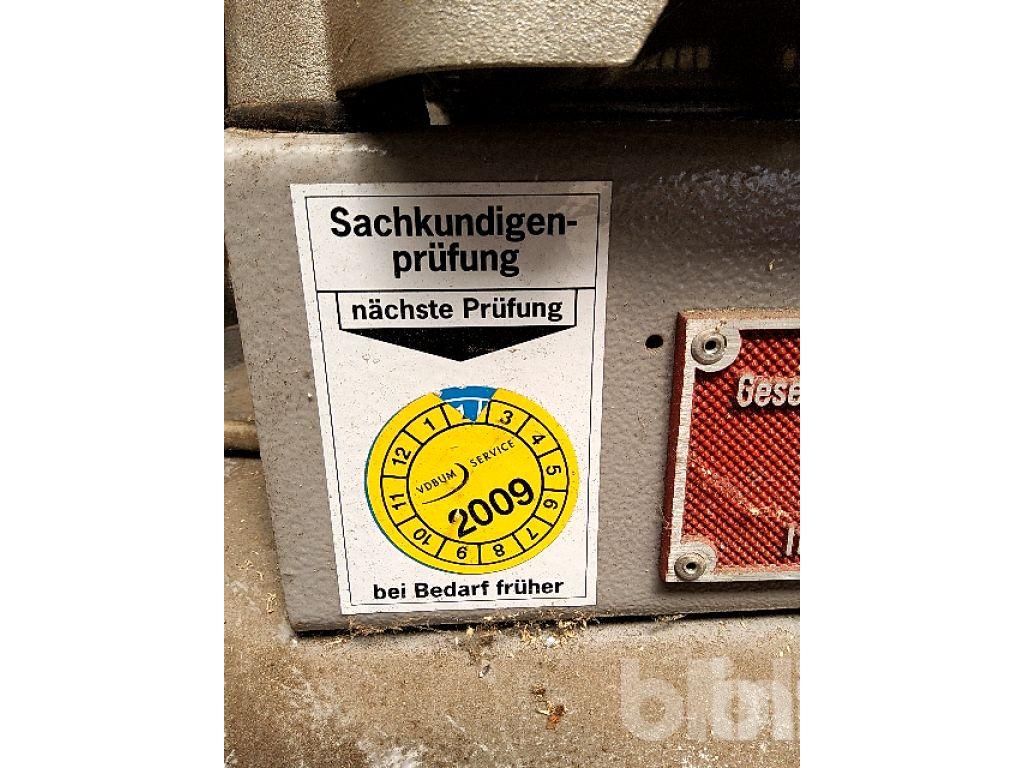 Sachkundigen-
prüfung
nächste Prüfung
1 3 4 5 6 7 8 9 10 11 12
VDBUM SERVICE
2009
bei Bedarf früher
Gese